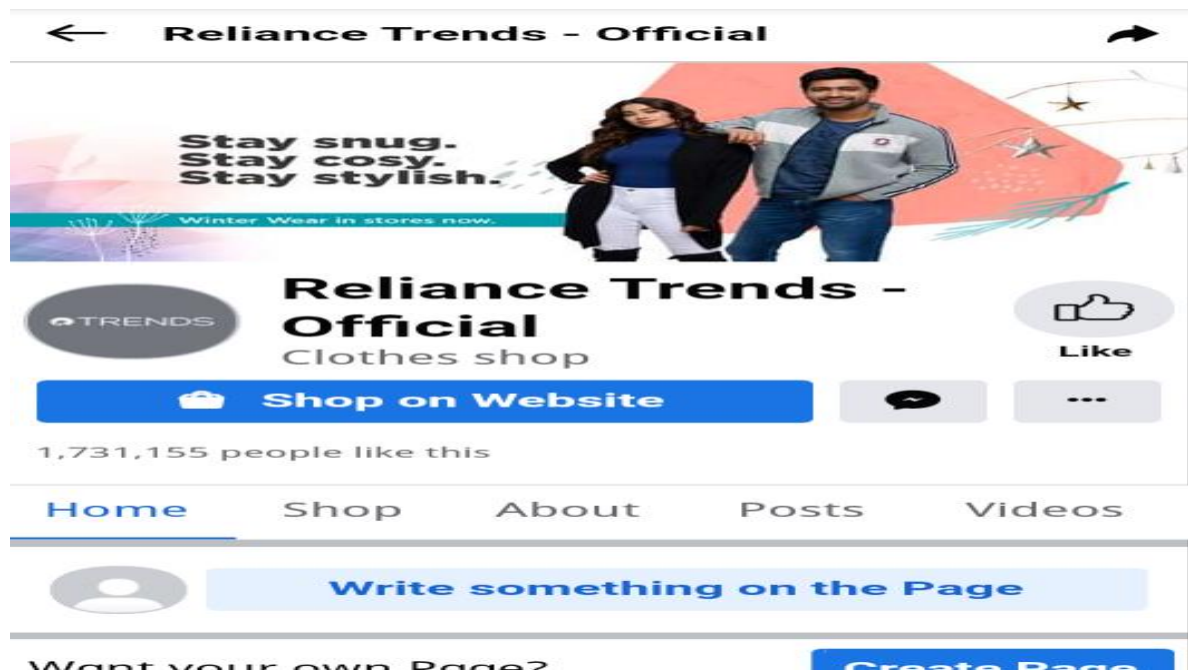 Reliance Trends - Official
Stay snug.
Stay cosy.
Stay stylish.
Winter Wear in stores now.
TRENDS
Reliance Trends -
Official
Clothes shop
Like
Shop on Website
1,731,155 people like this
Home Shop About Posts Videos
Write something on the Page
Want your own Page? Create Page